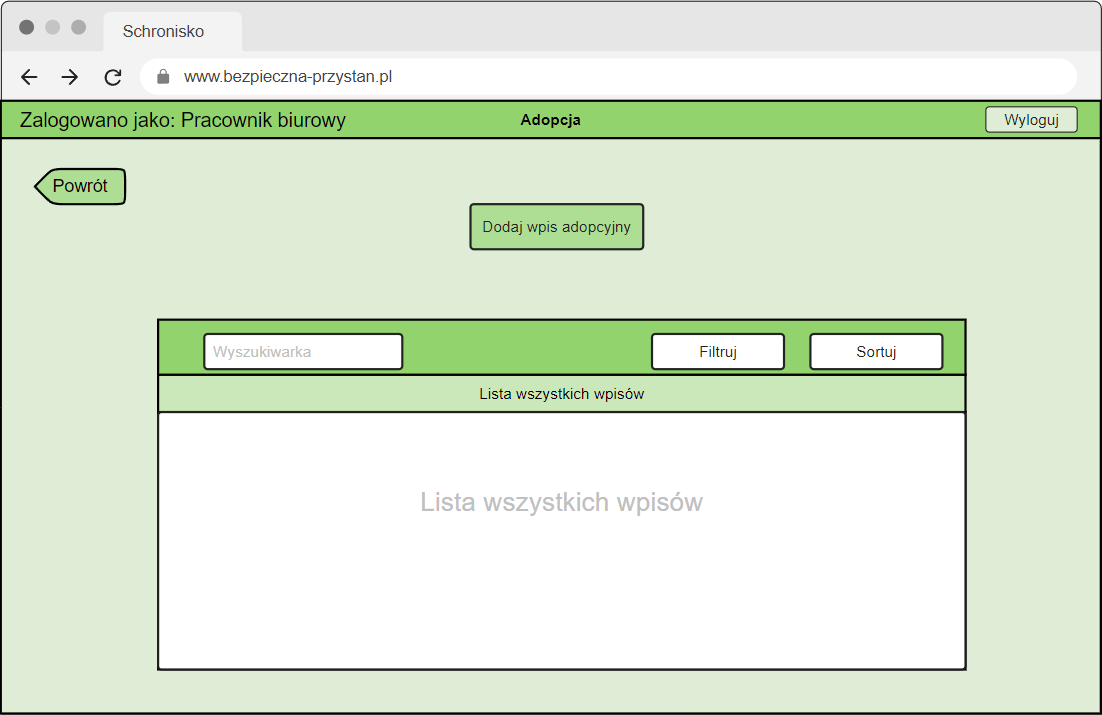 Schronisko
www.bezpieczna-przystan.pl
Zalogowano jako: Pracownik biurowy
Adopcja
Wyloguj
Powrót
Dodaj wpis adopcyjny
Wyszukiwarka
Filtruj
Sortuj
Lista wszystkich wpisów
Lista wszystkich wpisów